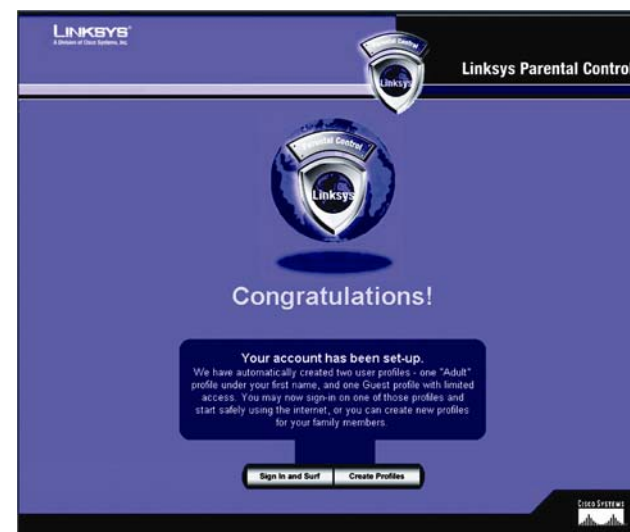 LINKSYS®
A Division of Cisco Systems, Inc.
Parental Control
Linksys
Linksys Parental Control
Parental Control
Linksys
Congratulations!
Your account has been set-up.
We have automatically created two user profiles - one "Adult"
profile under your first name, and one Guest profile with limited
access. You may now sign-in on one of those profiles and
start safely using the internet, or you can create new profiles
for your family members.
Sign In and Surf
Create Profiles
CISCO SYSTEMS